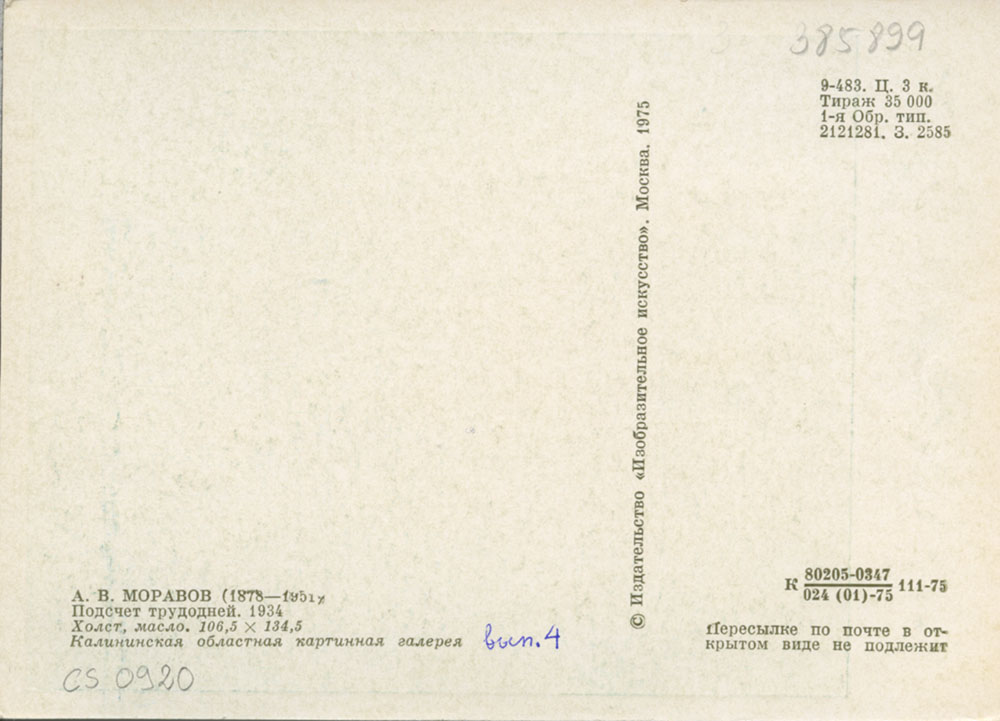 385899
9-483. Ц. 3 к.
Тираж 35 000
1-я Обр. тип.
2121281. З. 2585
© Издательство «Изобразительное искусство». Москва. 1975
А. В. МОРАВОВ (1878—1951)
Подсчет трудодней. 1934
Холст, масло. 106,5 × 134,5
Калининская областная картинная галерея
вып. 4
CS 0920
К 80205-0347
024 (01)-75 111-75
Пересылке по почте в от-
крытом виде не подлежит